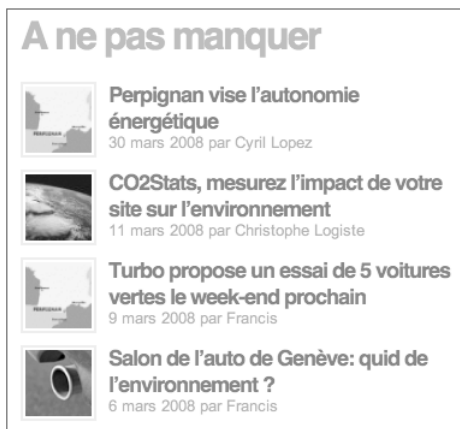 A ne pas manquer
Perpignan vise l'autonomie
énergétique
30 mars 2008 par Cyril Lopez
CO2Stats, mesurez l'impact de votre
site sur l'environnement
11 mars 2008 par Christophe Logiste
Turbo propose un essai de 5 voitures
vertes le week-end prochain
9 mars 2008 par Francis
Salon de l'auto de Genève: quid de
l'environnement ?
6 mars 2008 par Francis